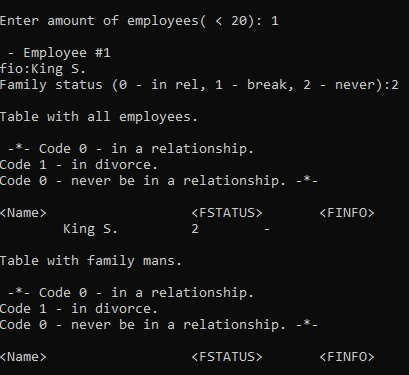 Enter amount of employees( < 20): 1
- Employee #1
fio:King S.
Family status (0 - in rel, 1 - break, 2 - never):2
Table with all employees.
-*- Code 0 - in a relationship.
Code 1 - in divorce.
Code 0 - never be in a relationship. -*-
<Name> <FSTATUS> <FINFO>
King S. 2 -
Table with family mans.
-*- Code 0 - in a relationship.
Code 1 - in divorce.
Code 0 - never be in a relationship. -*-
<Name> <FSTATUS> <FINFO>